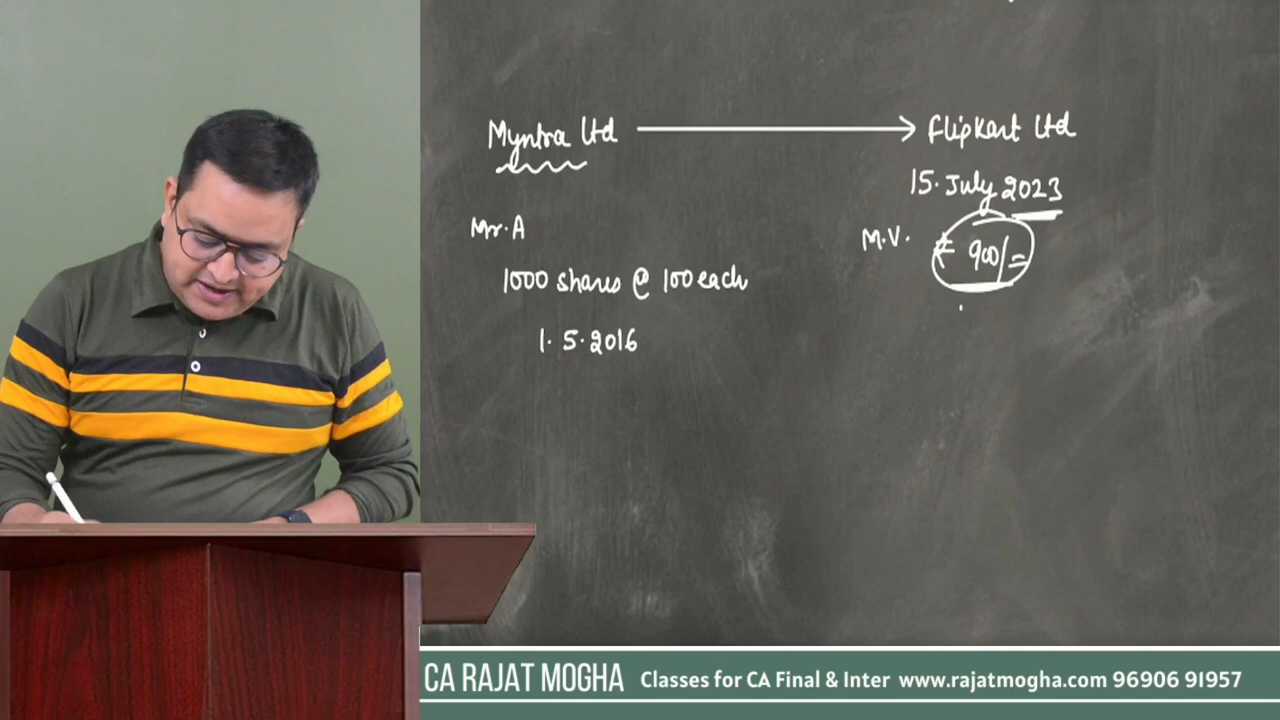 Myntra Ltd → Flipkart Ltd
15. July 2023
Mr. A
M.V. ₹ 900/=
1000 shares @ 100 each
1. 5. 2016
CA RAJAT MOGHA Classes for CA Final & Inter www.rajatmogha.com 96906 91957